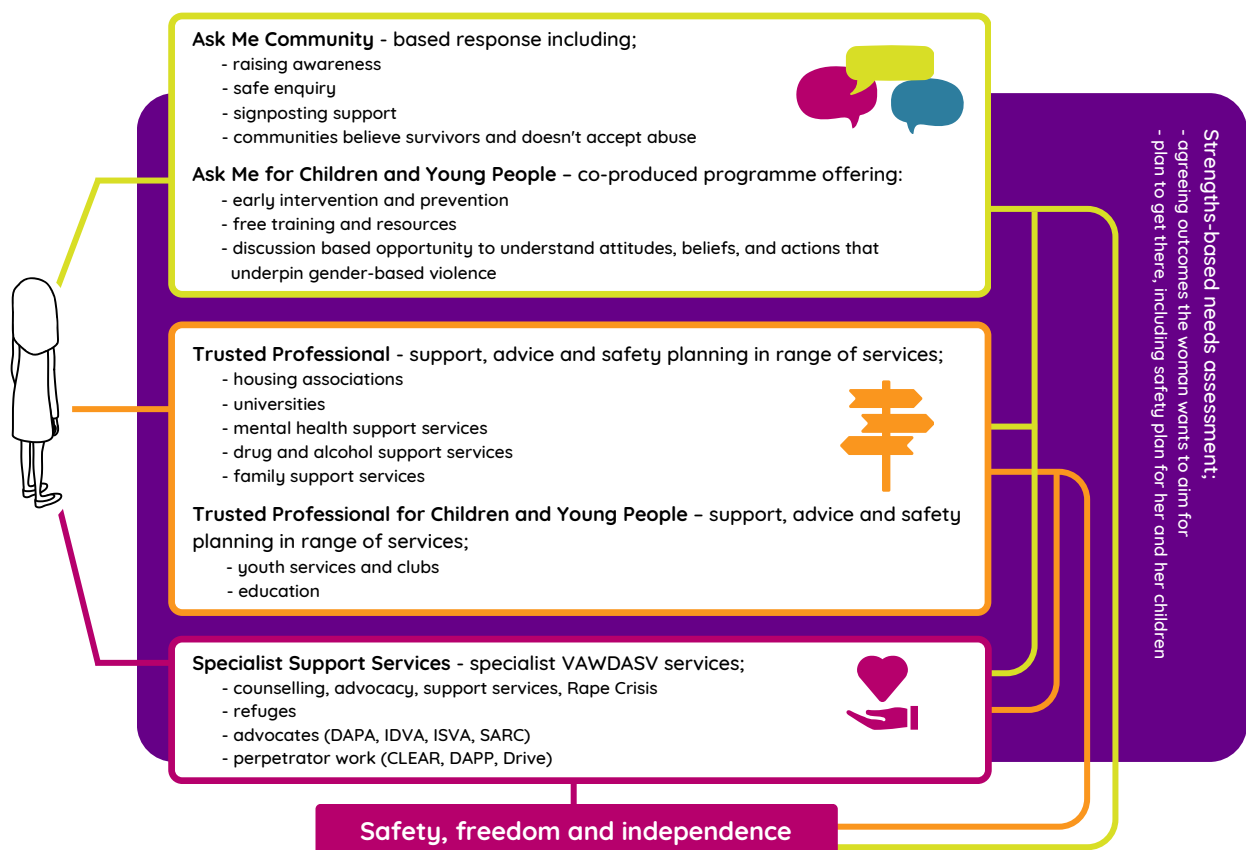 Ask Me Community - based response including;
- raising awareness
- safe enquiry
- signposting support
- communities believe survivors and doesn't accept abuse
Ask Me for Children and Young People – co-produced programme offering:
- early intervention and prevention
- free training and resources
- discussion based opportunity to understand attitudes, beliefs, and actions that
underpin gender-based violence
Trusted Professional - support, advice and safety planning in range of services;
- housing associations
- universities
- mental health support services
- drug and alcohol support services
- family support services
Trusted Professional for Children and Young People – support, advice and safety
planning in range of services;
- youth services and clubs
- education
Specialist Support Services - specialist VAWDASV services;
- counselling, advocacy, support services, Rape Crisis
- refuges
- advocates (DAPA, IDVA, ISVA, SARC)
- perpetrator work (CLEAR, DAPP, Drive)
Safety, freedom and independence
Strengths-based needs assessment;
- agreeing outcomes the woman wants to aim for
- plan to get there, including safety plan for her and her children